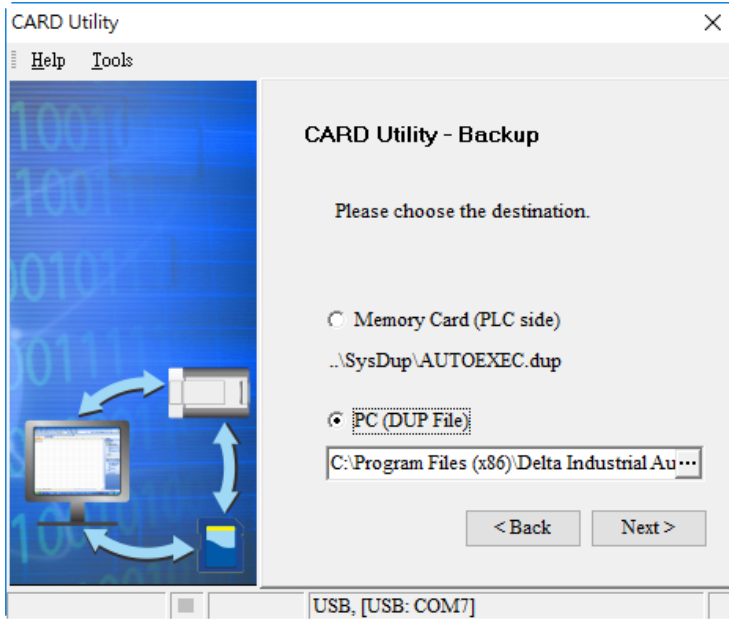 CARD Utility
Help Tools
CARD Utility - Backup
Please choose the destination.
Memory Card (PLC side)
..\SysDup\AUTOEXEC.dup
PC (DUP File)
C:\Program Files (x86)\Delta Industrial Au
< Back Next >
USB, [USB: COM7]